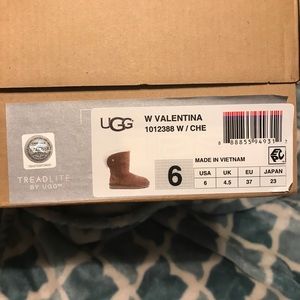 UGG
W VALENTINA
1012388 W / CHE
TREADLITE
BY UGG™
6
MADE IN VIETNAM
USA UK EU JAPAN
6 4.5 37 23